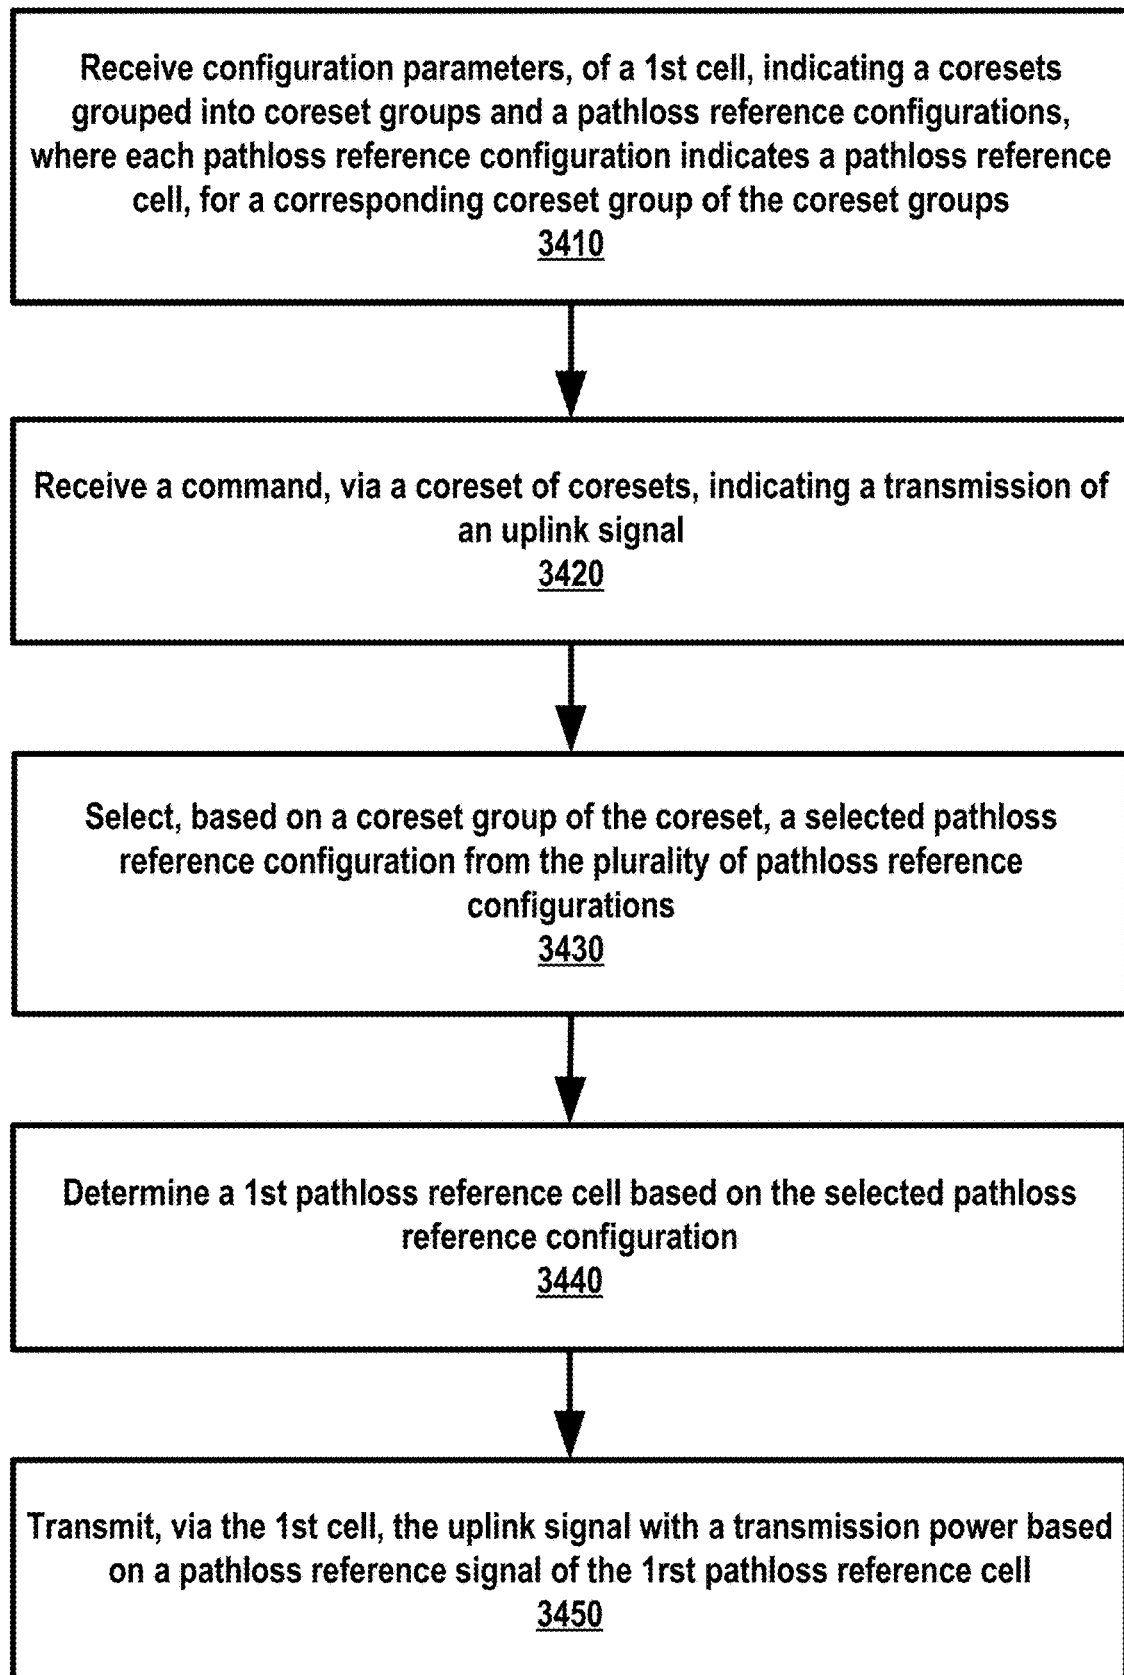 Receive configuration parameters, of a 1st cell, indicating a coresets
grouped into coreset groups and a pathloss reference configurations,
where each pathloss reference configuration indicates a pathloss reference
cell, for a corresponding coreset group of the coreset groups
3410
Receive a command, via a coreset of coresets, indicating a transmission of
an uplink signal
3420
Select, based on a coreset group of the coreset, a selected pathloss
reference configuration from the plurality of pathloss reference
configurations
3430
Determine a 1st pathloss reference cell based on the selected pathloss
reference configuration
3440
Transmit, via the 1st cell, the uplink signal with a transmission power based
on a pathloss reference signal of the 1rst pathloss reference cell
3450